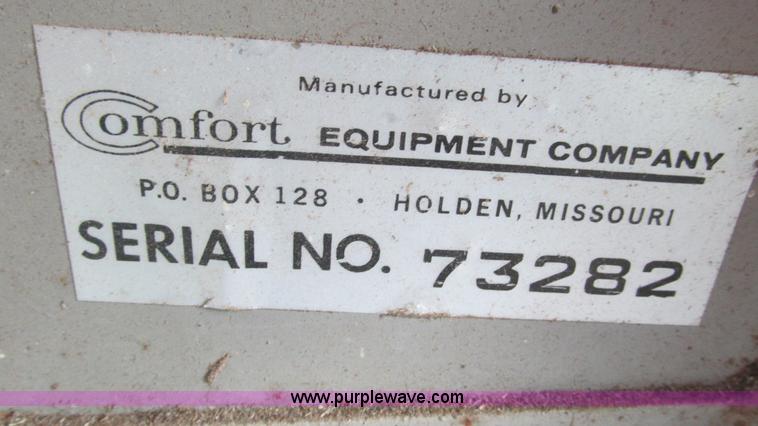 Manufactured by
Comfort EQUIPMENT COMPANY
P.O. BOX 128 · HOLDEN, MISSOURI
SERIAL NO. 73282
www.purplewave.com